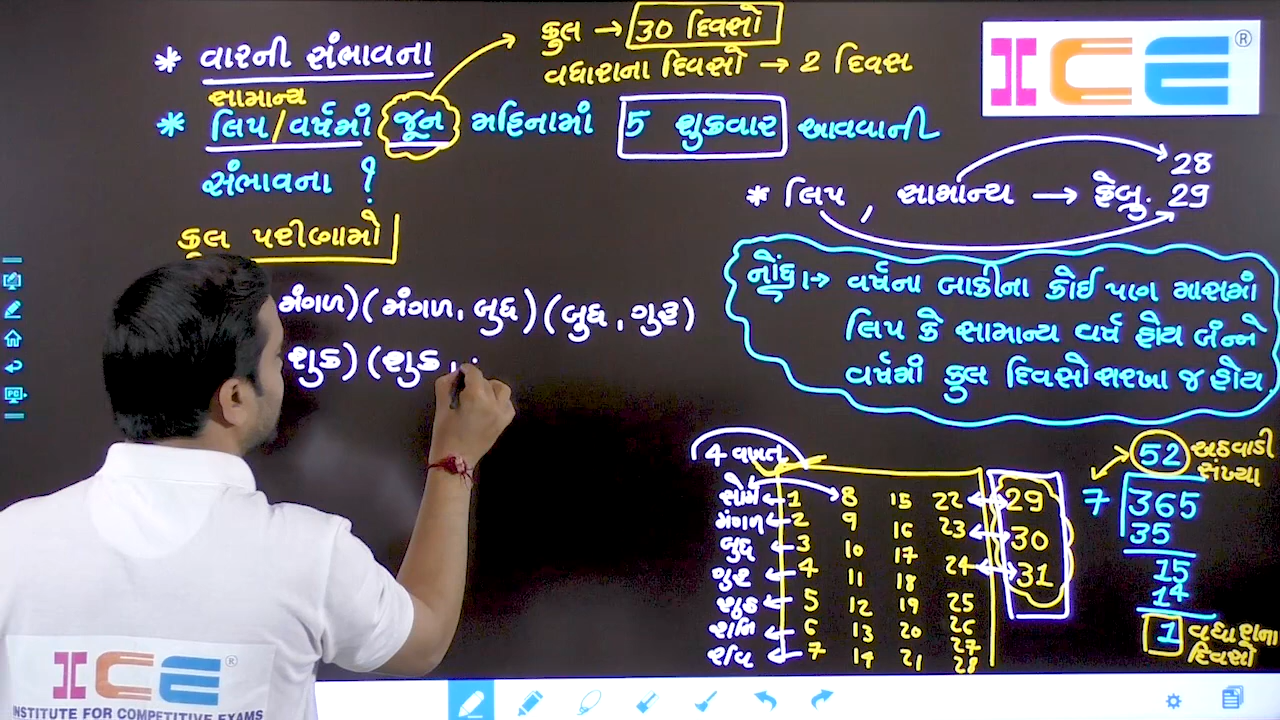 * વારની સંભાવના
કુલ → 30 દિવસો
વધારાના દિવસો → 2 દિવસ
ICE ®
સામાન્ય
* લિપ/વર્ષમાં જૂન મહિનામાં 5 શુક્રવાર આવવાની
સંભાવના ?
28
* લિપ, સામાન્ય → ફેબ્રુ. 29
કુલ પરીણામો
નોંધ :→ વર્ષના બાકીના કોઈ પણ માસમાં
લિપ કે સામાન્ય વર્ષ હોય બંન્ને
વર્ષમાં કુલ દિવસો સરખા જ હોય
મંગળ) (મંગળ, બુધ) (બુધ, ગુરૂ)
શુક્ર) (શુક્ર,
4 વખત
સોમ 1 8 15 22 29
મંગળ 2 9 16 23 30
બુધ 3 10 17 24 31
ગુરૂ 4 11 18
શુક્ર 5 12 19 25
શનિ 6 13 20 26
રવિ 7 14 21 27
28
52 અઠવાડી
સંખ્યા
7 365
35
15
14
1 વધારાના
દિવસો
ICE ®
INSTITUTE FOR COMPETITIVE EXAMS